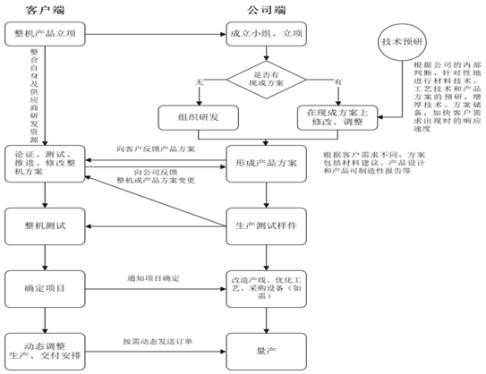 客户端
公司端
整机产品立项
成立小组、立项
技术预研
整合自身及供应商研发资源
是否有
现成方案
无
有
根据公司的内部
判断，针对性地
进行材料技术、
工艺技术和产品
方案的预研，增
厚技术、方案储
备，加快客户需
求出现时的响应
速度
组织研发
在现成方案上
修改、调整
论证、测试、
推进、修改整
机方案
向客户反馈产品方案
向公司反馈
整机或产品方案变更
形成产品方案
根据客户需求不同，方案
包括材料建议、产品设计
和产品可制造性报告等
整机测试
生产测试样件
确定项目
通知项目确定
改造产线、优化工
艺、采购设备（如
需）
动态调整
生产、交付安排
按需动态发送订单
量产